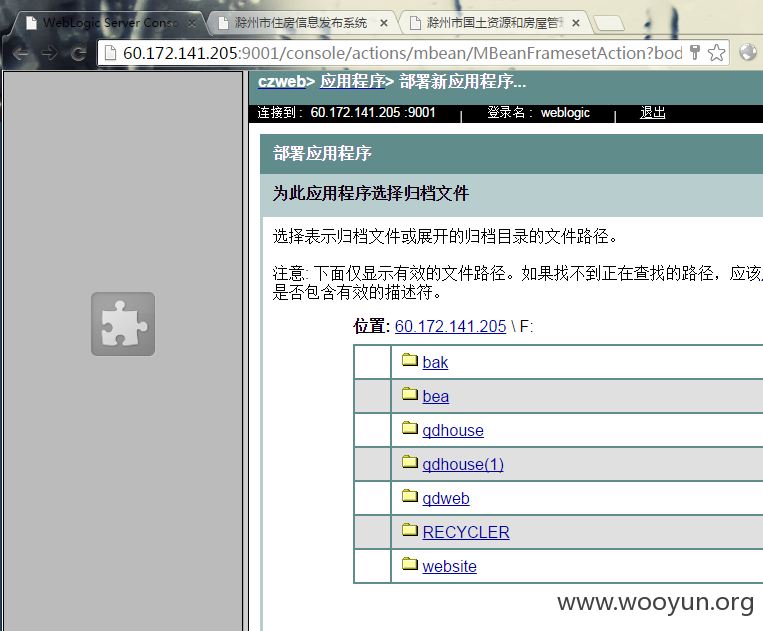 WebLogic Server Conso
滁州市住房信息发布系统
滁州市国土资源和房屋管
60.172.141.205:9001/console/actions/mbean/MBeanFramesetAction?bod
czweb> 应用程序> 部署新应用程序...
连接到 : 60.172.141.205 :9001 | 登录名 : weblogic | 退出
部署应用程序
为此应用程序选择归档文件
选择表示归档文件或展开的归档目录的文件路径。
注意: 下面仅显示有效的文件路径。如果找不到正在查找的路径，应该
是否包含有效的描述符。
位置: 60.172.141.205 \ F:
bak
bea
qdhouse
qdhouse(1)
qdweb
RECYCLER
website
www.wooyun.org